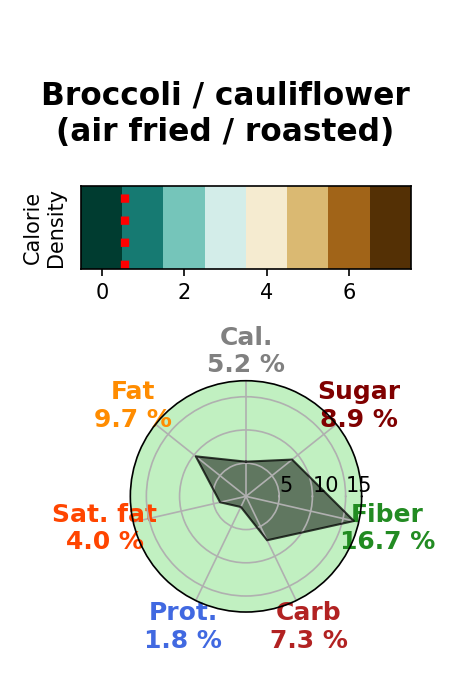 Broccoli / cauliflower
(air fried / roasted)
Calorie
Density
0 2 4 6
Cal.
5.2 %
Fat
9.7 %
Sugar
8.9 %
5 10 15
Sat. fat
4.0 %
Fiber
16.7 %
Prot.
1.8 %
Carb
7.3 %